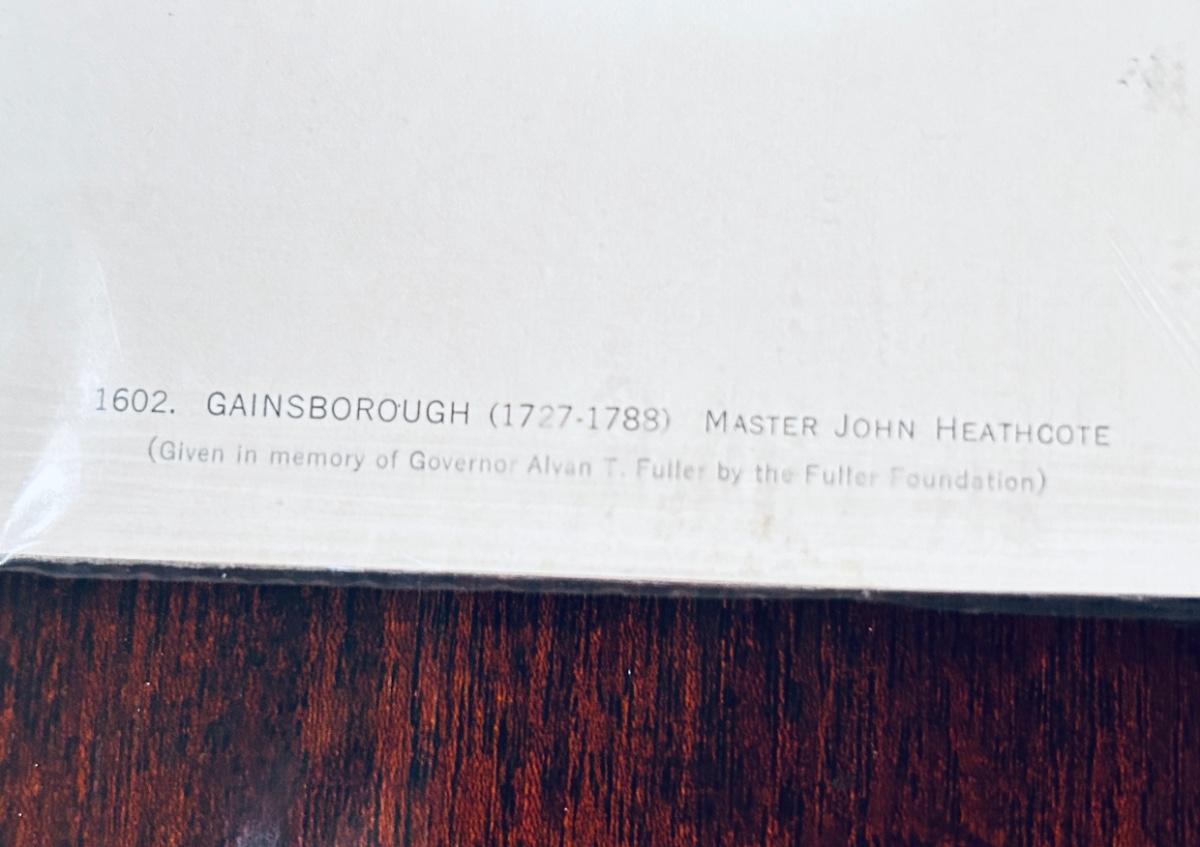 1602. GAINSBOROUGH (1727-1788) MASTER JOHN HEATHCOTE
(Given in memory of Governor Alvan T. Fuller by the Fuller Foundation)